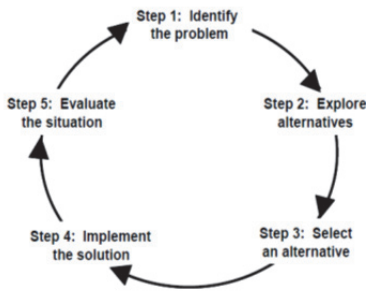 Step 1: Identify
the problem
Step 2: Explore
alternatives
Step 3: Select
an alternative
Step 4: Implement
the solution
Step 5: Evaluate
the situation